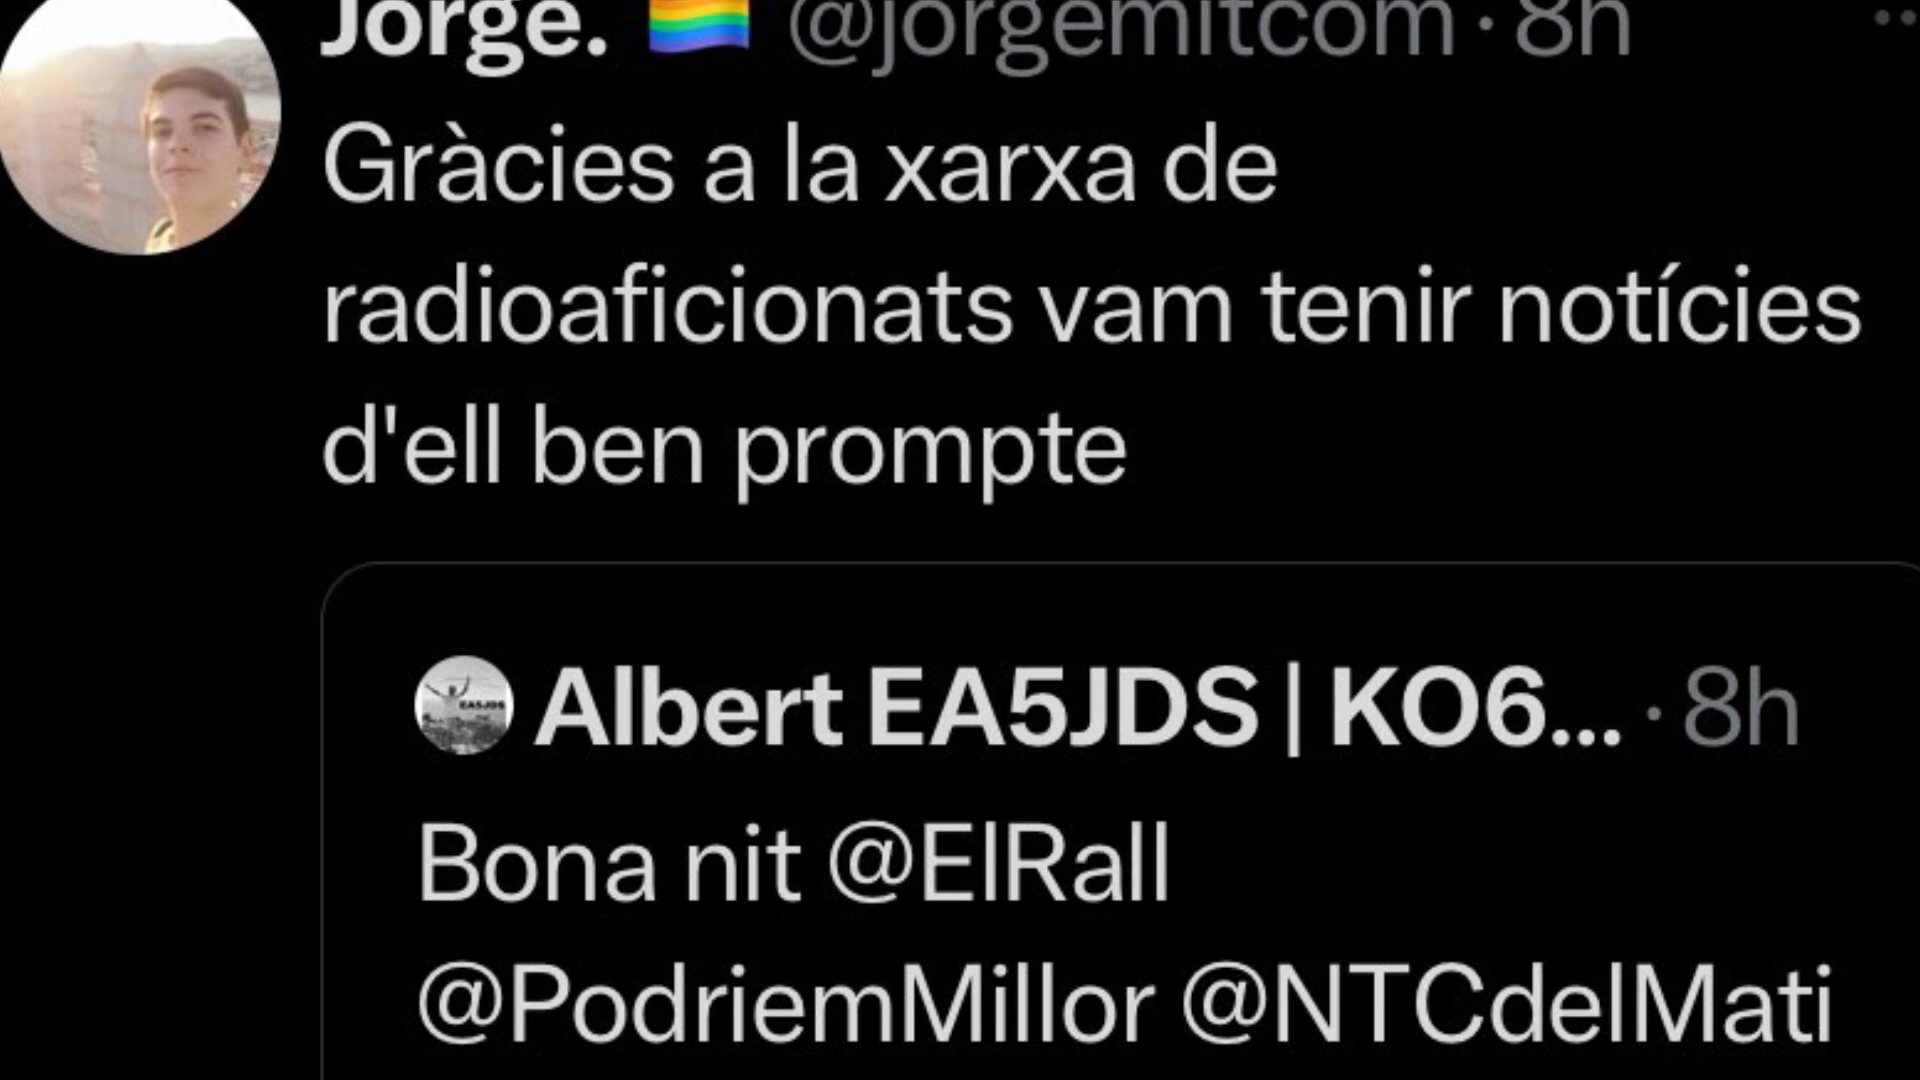 Jorge. 🏳️‍🌈 @jorgemitcom · 8h
Gràcies a la xarxa de
radioaficionats vam tenir notícies
d'ell ben prompte
Albert EA5JDS | KO6... · 8h
EA5JDS
Bona nit @ElRall
@PodriemMillor @NTCdelMati